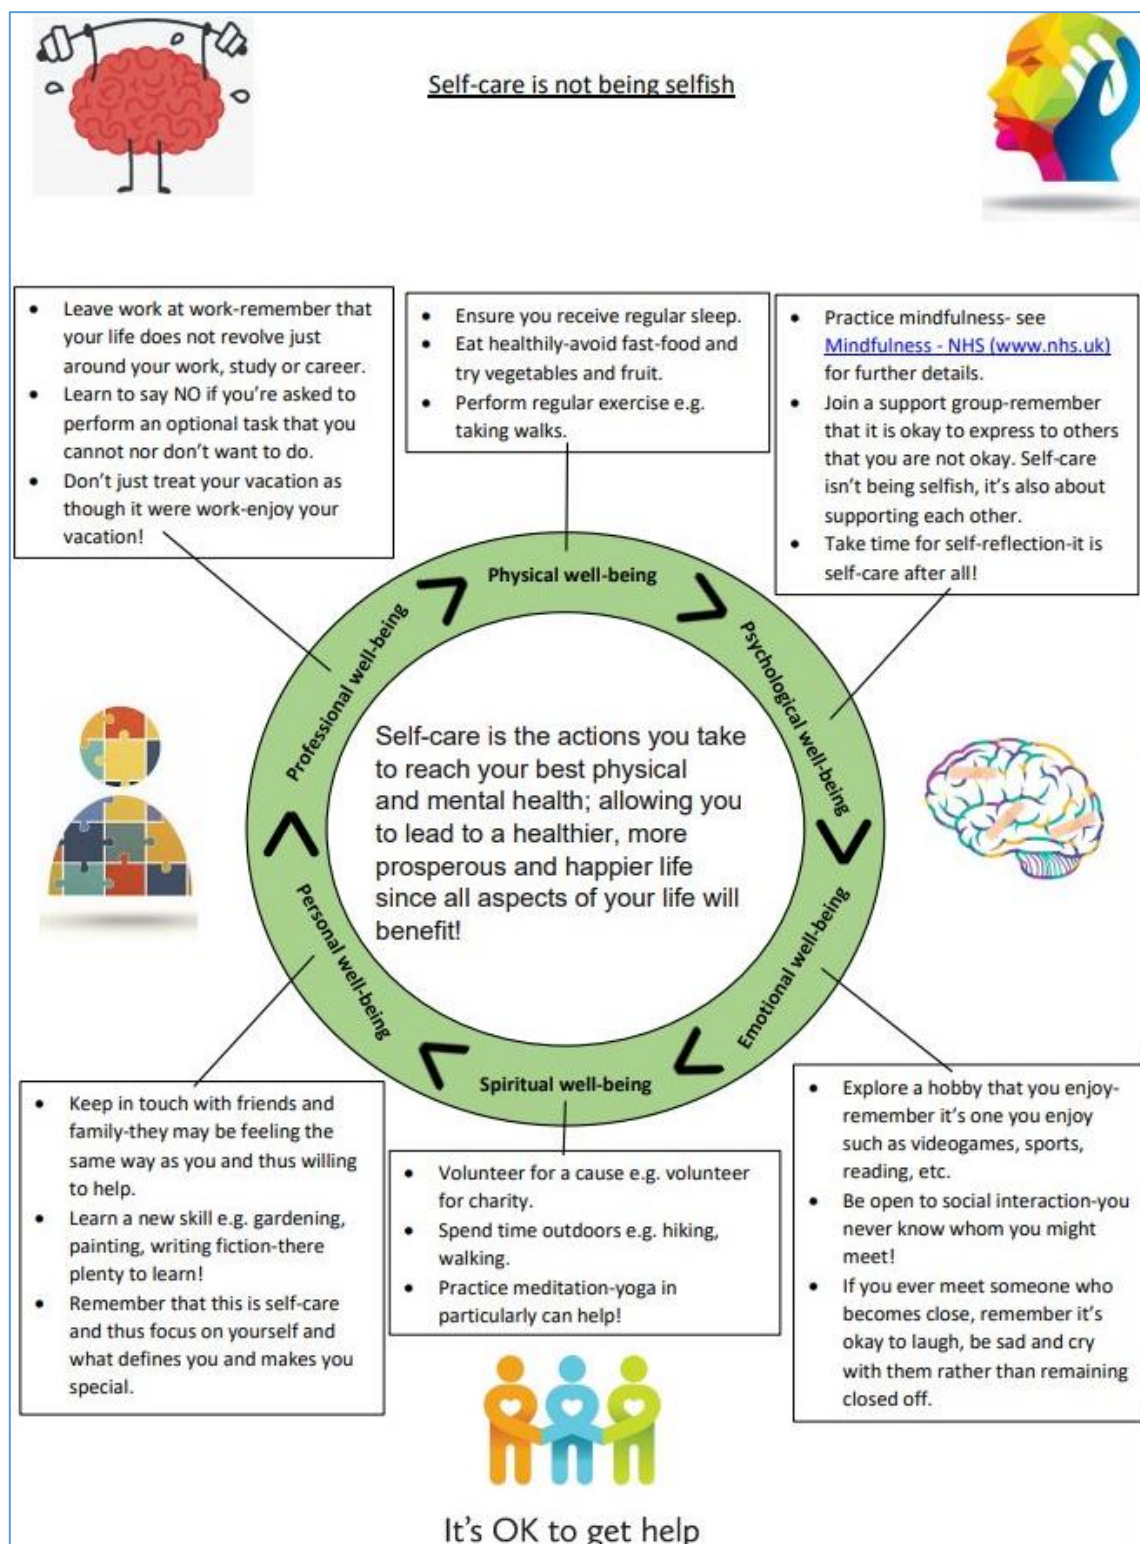 Self-care is not being selfish
• Leave work at work-remember that
your life does not revolve just
around your work, study or career.
• Learn to say NO if you're asked to
perform an optional task that you
cannot nor don't want to do.
• Don't just treat your vacation as
though it were work-enjoy your
vacation!
• Ensure you receive regular sleep.
• Eat healthily-avoid fast-food and
try vegetables and fruit.
• Perform regular exercise e.g.
taking walks.
• Practice mindfulness- see
Mindfulness - NHS (www.nhs.uk)
for further details.
• Join a support group-remember
that it is okay to express to others
that you are not okay. Self-care
isn't being selfish, it's also about
supporting each other.
• Take time for self-reflection-it is
self-care after all!
Physical well-being
Psychological well-being
Emotional well-being
Spiritual well-being
Personal well-being
Professional well-being
Self-care is the actions you take
to reach your best physical
and mental health; allowing you
to lead to a healthier, more
prosperous and happier life
since all aspects of your life will
benefit!
• Keep in touch with friends and
family-they may be feeling the
same way as you and thus willing
to help.
• Learn a new skill e.g. gardening,
painting, writing fiction-there
plenty to learn!
• Remember that this is self-care
and thus focus on yourself and
what defines you and makes you
special.
• Volunteer for a cause e.g. volunteer
for charity.
• Spend time outdoors e.g. hiking,
walking.
• Practice meditation-yoga in
particularly can help!
• Explore a hobby that you enjoy-
remember it's one you enjoy
such as videogames, sports,
reading, etc.
• Be open to social interaction-you
never know whom you might
meet!
• If you ever meet someone who
becomes close, remember it's
okay to laugh, be sad and cry
with them rather than remaining
closed off.
It's OK to get help